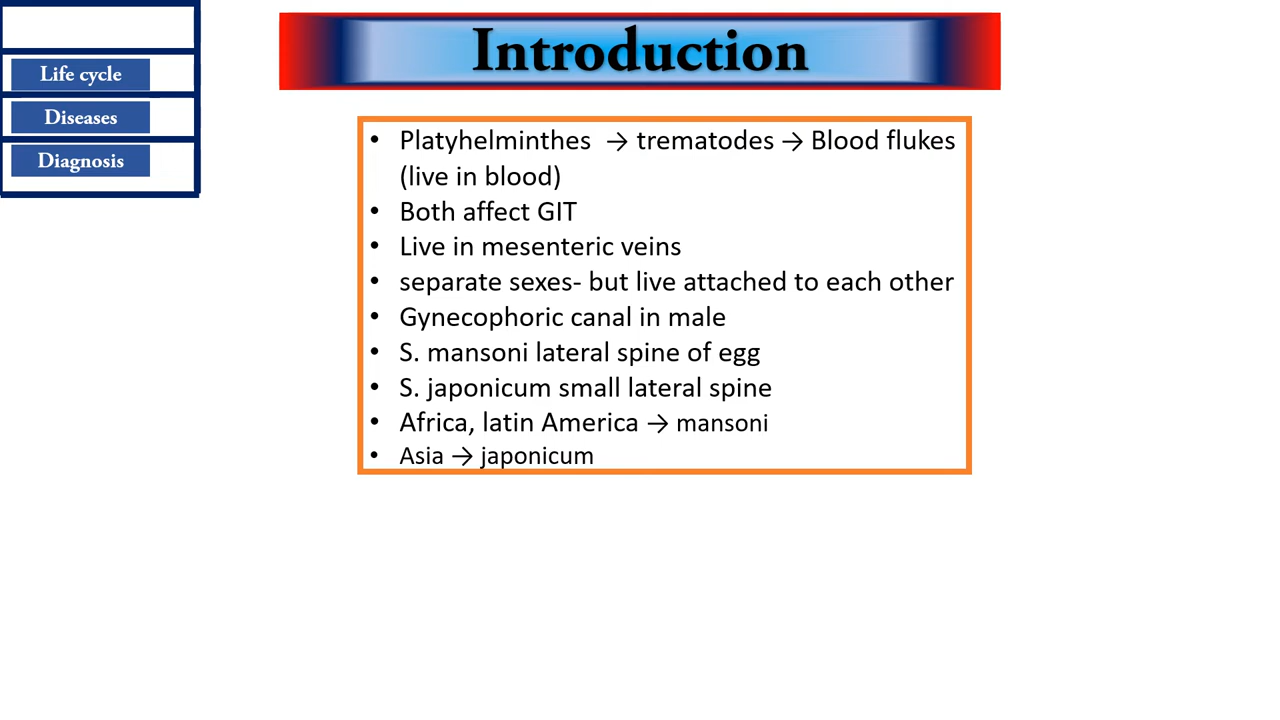 Introduction
Life cycle
Diseases
Diagnosis
• Platyhelminthes → trematodes → Blood flukes
(live in blood)
• Both affect GIT
• Live in mesenteric veins
• separate sexes- but live attached to each other
• Gynecophoric canal in male
• S. mansoni lateral spine of egg
• S. japonicum small lateral spine
• Africa, latin America → mansoni
• Asia → japonicum